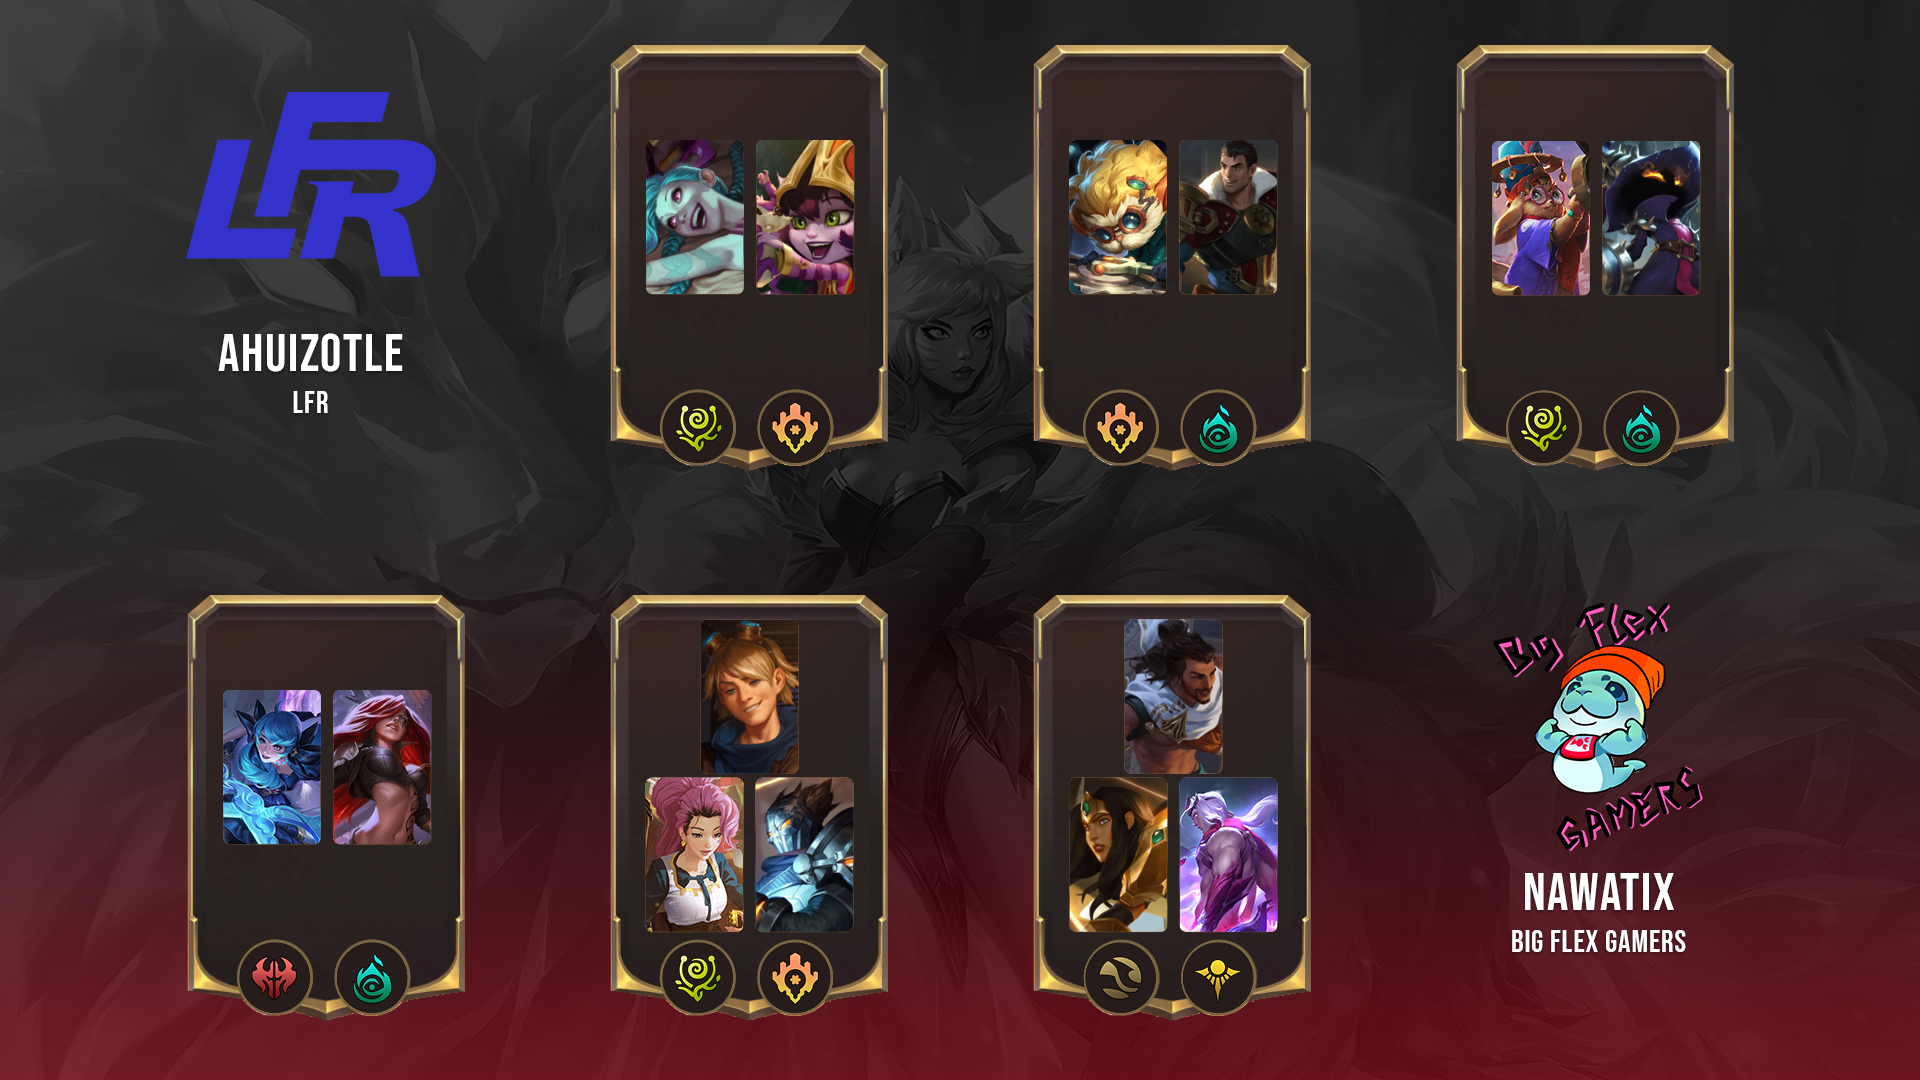 LFR
AHUIZOTLE
LFR
Big Flex
GAMERS
NAWATIX
BIG FLEX GAMERS